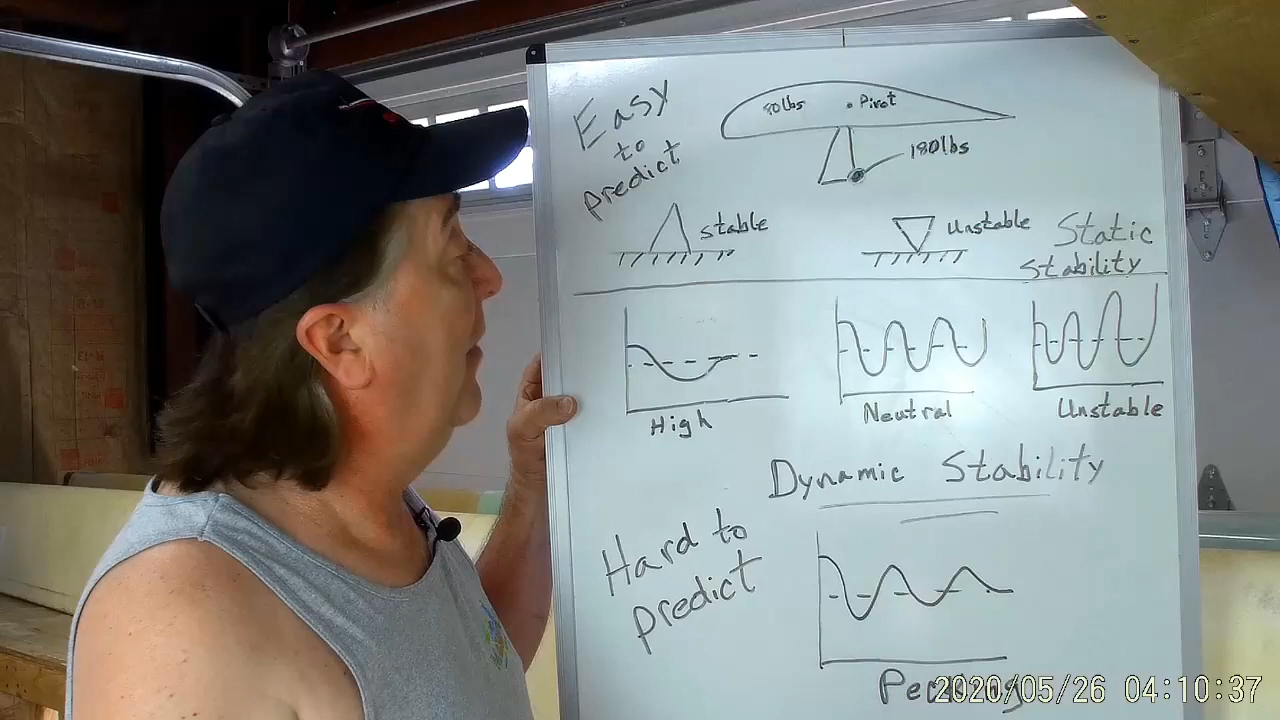 Easy
to
predict
Pivot
180lbs
stable
Unstable
Static
Stability
High
Neutral
Unstable
Dynamic Stability
Hard to
predict
2020/05/26 04:10:37